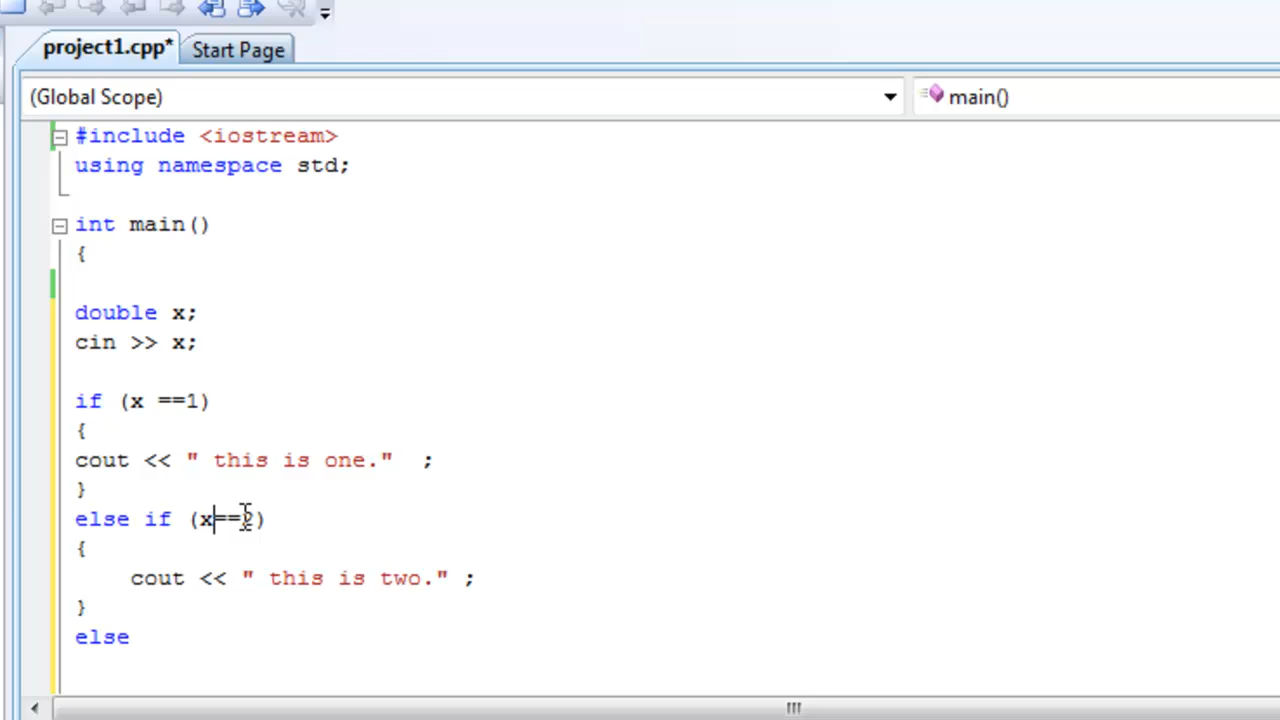 project1.cpp* Start Page
(Global Scope) main()
#include <iostream>
using namespace std;
int main()
{
double x;
cin >> x;
if (x ==1)
{
cout << " this is one."  ;
}
else if (x==2)
{
cout << " this is two." ;
}
else